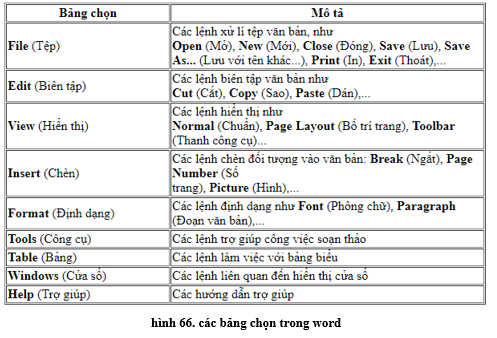 Bảng chọn
Mô tả
File (Tệp)
Các lệnh xử lí tệp văn bản, như
Open (Mở), New (Mới), Close (Đóng), Save (Lưu), Save
As... (Lưu với tên khác...), Print (In), Exit (Thoát),...
Edit (Biên tập)
Các lệnh biên tập văn bản như
Cut (Cắt), Copy (Sao), Paste (Dán),...
View (Hiển thị)
Các lệnh hiển thị như
Normal (Chuẩn), Page Layout (Bố trí trang), Toolbar
(Thanh công cụ)...
Insert (Chèn)
Các lệnh chèn đối tượng vào văn bản: Break (Ngắt), Page
Number (Số
trang), Picture (Hình),...
Format (Định dạng)
Các lệnh định dạng như Font (Phông chữ), Paragraph
(Đoạn văn bản),...
Tools (Công cụ)
Các lệnh trợ giúp công việc soạn thảo
Table (Bảng)
Các lệnh làm việc với bảng biểu
Windows (Cửa sổ)
Các lệnh liên quan đến hiển thị cửa sổ
Help (Trợ giúp)
Các hướng dẫn trợ giúp
hình 66. các bảng chọn trong word